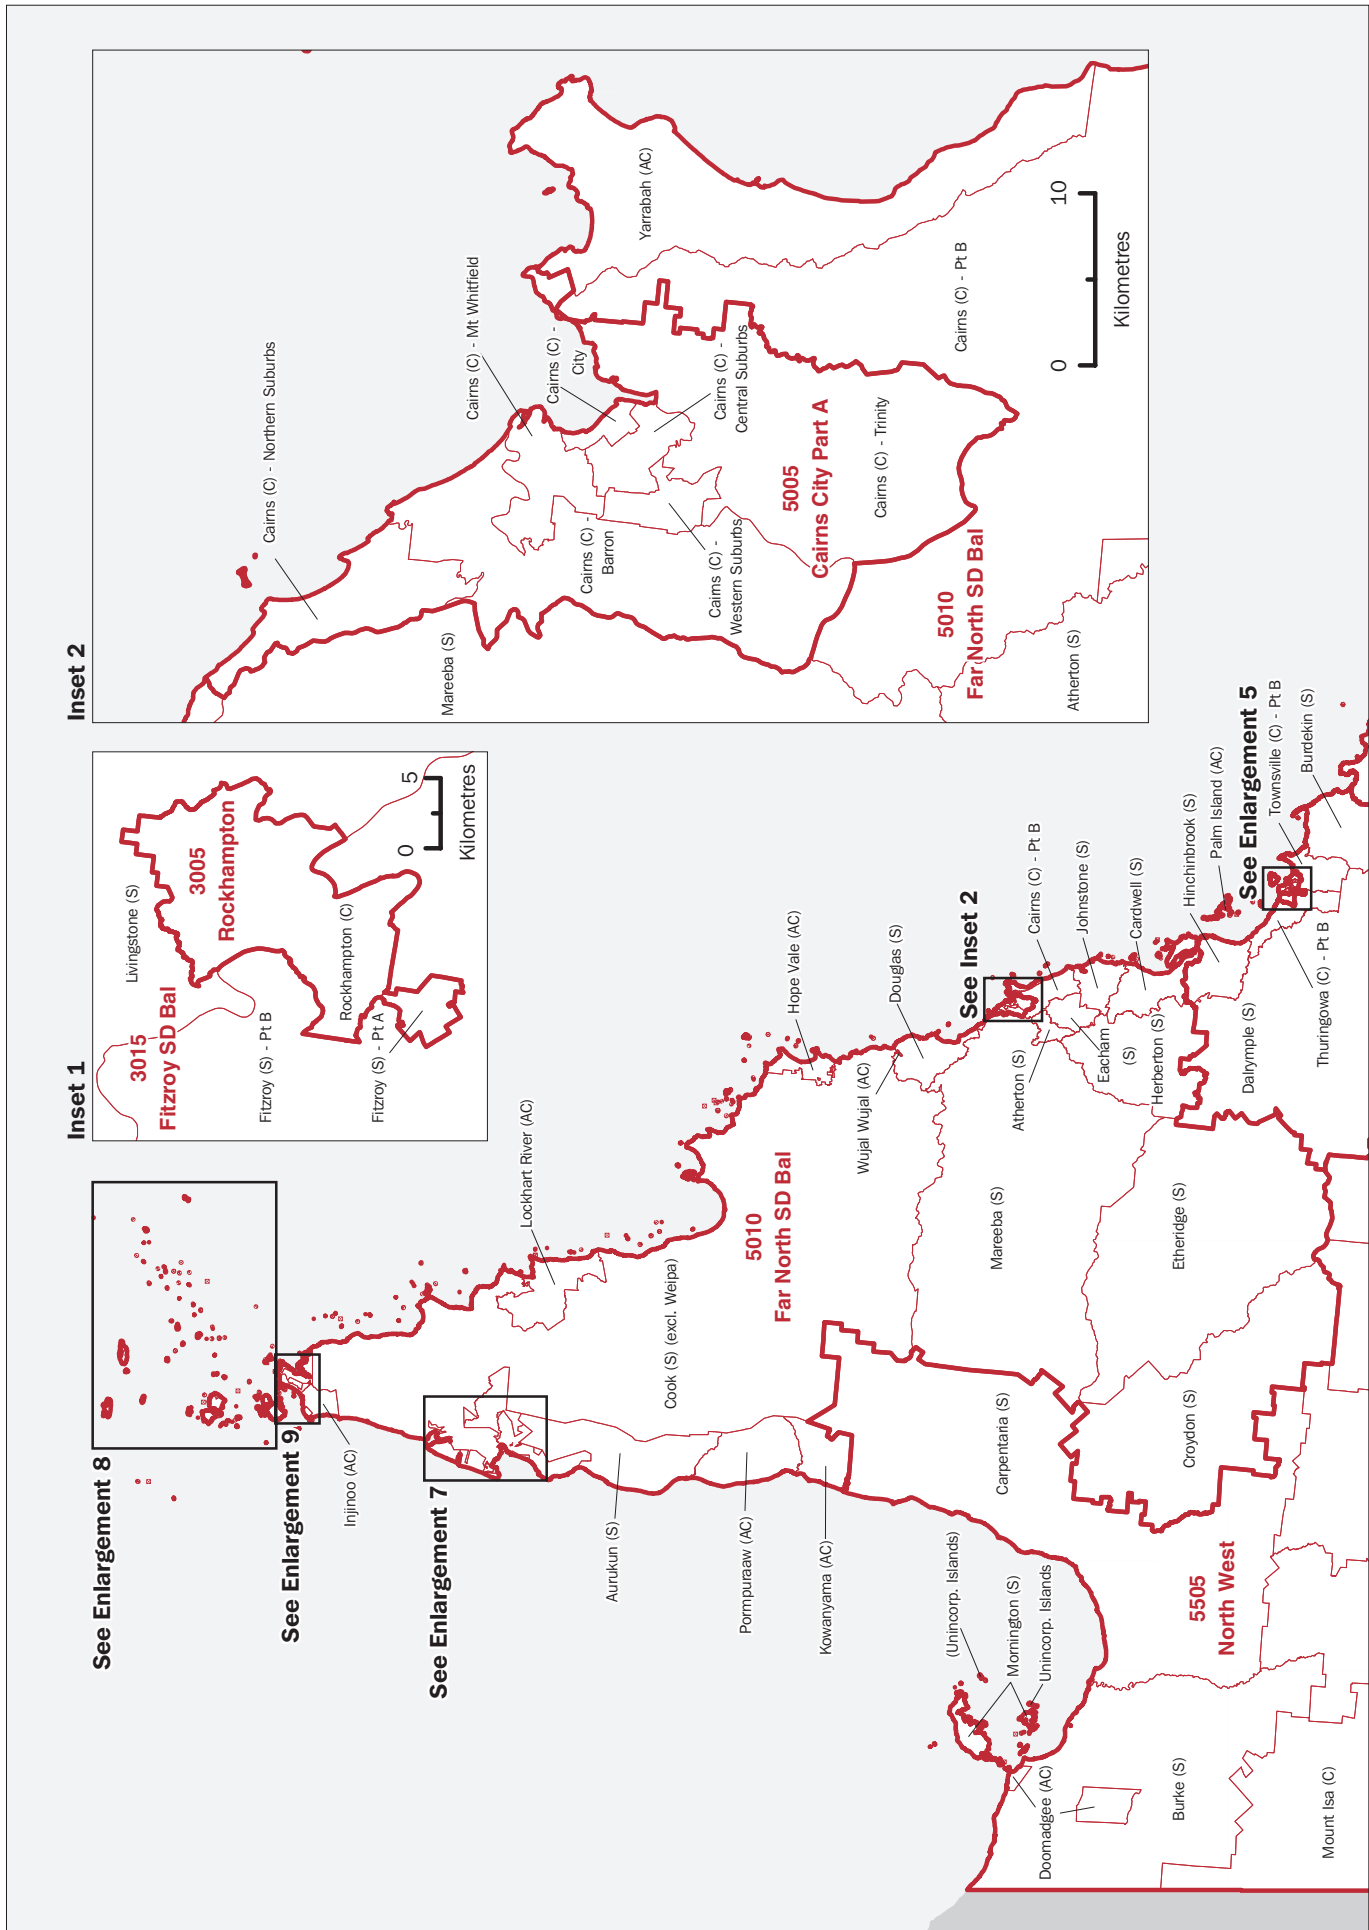 Inset 1
3015
Fitzroy SD Bal
Livingstone (S)
3005
Rockhampton
Fitzroy (S) - Pt B
Rockhampton (C)
Fitzroy (S) - Pt A
0
5
Kilometres
Inset 2
Cairns (C) - Northern Suburbs
Mareeba (S)
Cairns (C) - Mt Whitfield
Cairns (C) -
City
Yarrabah (AC)
Cairns (C) -
Barron
Cairns (C) -
Western Suburbs
Cairns (C) -
Central Suburbs
5005
Cairns City Part A
Cairns (C) - Trinity
Cairns (C) - Pt B
5010
Far North SD Bal
Atherton (S)
0
10
Kilometres
See Enlargement 8
See Enlargement 9
Injinoo (AC)
See Enlargement 7
Lockhart River (AC)
Aurukun (S)
Cook (S) (excl. Weipa)
Pormpuraaw (AC)
5010
Far North SD Bal
Hope Vale (AC)
Kowanyama (AC)
Wujal Wujal (AC)
Douglas (S)
See Inset 2
(Unincorp. Islands)
Mornington (S)
Unincorp. Islands
Carpentaria (S)
Mareeba (S)
Atherton (S)
Cairns (C) - Pt B
Doomadgee (AC)
Johnstone (S)
Eacham
(S)
Cardwell (S)
Herberton (S)
Burke (S)
5505
North West
Croydon (S)
Etheridge (S)
Hinchinbrook (S)
Palm Island (AC)
See Enlargement 5
Dalrymple (S)
Townsville (C) - Pt B
Burdekin (S)
Thuringowa (C) - Pt B
Mount Isa (C)